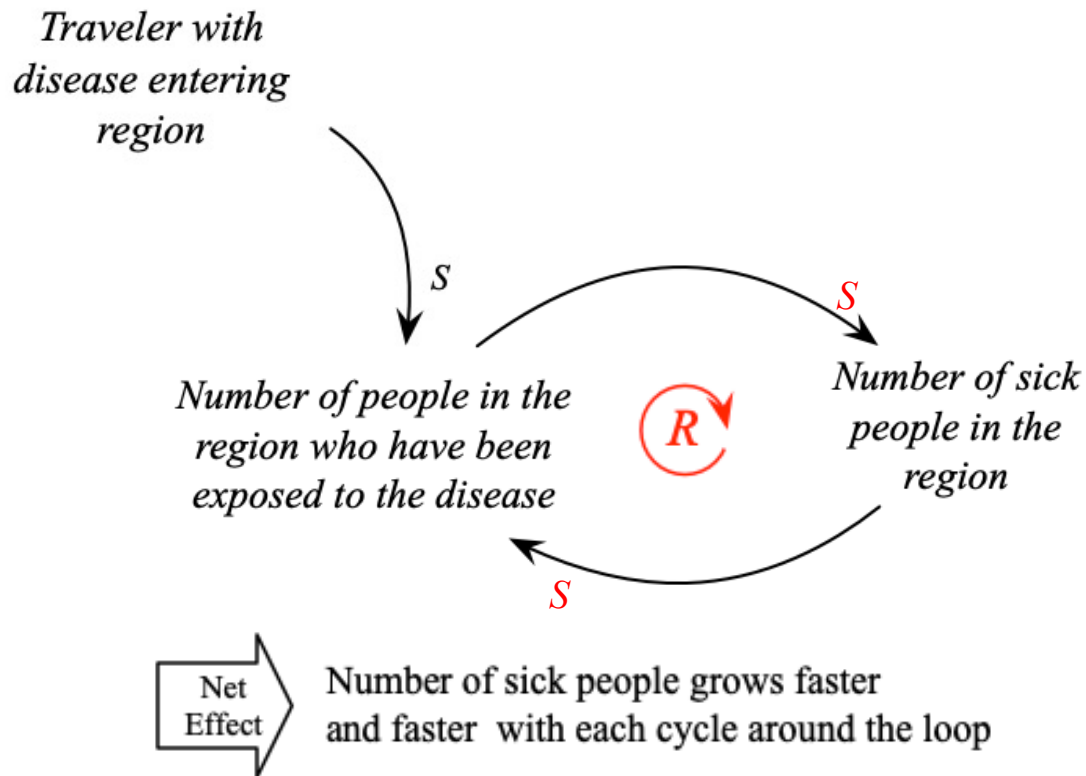 Traveler with
disease entering
region
S
S
Number of people in the
region who have been
exposed to the disease
R
Number of sick
people in the
region
S
Net
Effect
Number of sick people grows faster
and faster with each cycle around the loop